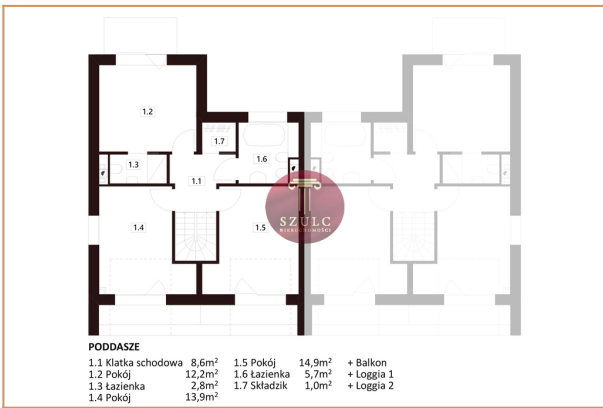 1.2
1.7
1.3
1.6
1.1
1.4
1.5
SZULC
NIERUCHOMOŚCI
PODDASZE
1.1 Klatka schodowa 8,6m² 1.5 Pokój 14,9m² + Balkon
1.2 Pokój 12,2m² 1.6 Łazienka 5,7m² + Loggia 1
1.3 Łazienka 2,8m² 1.7 Składzik 1,0m² + Loggia 2
1.4 Pokój 13,9m²